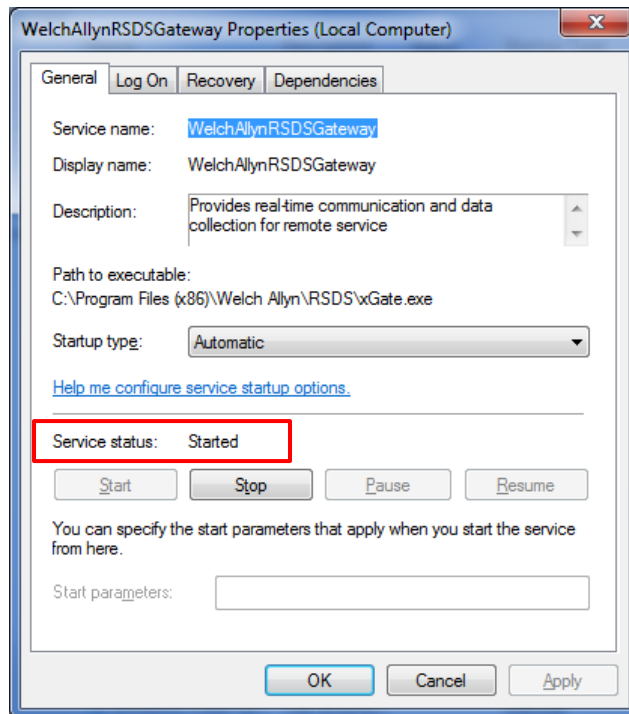 WelchAllynRSDSGateway Properties (Local Computer)
General Log On Recovery Dependencies
Service name: WelchAllynRSDSGateway
Display name: WelchAllynRSDSGateway
Description: Provides real-time communication and data
collection for remote service
Path to executable:
C:\Program Files (x86)\Welch Allyn\RSDS\xGate.exe
Startup type: Automatic
Help me configure service startup options.
Service status: Started
Start Stop Pause Resume
You can specify the start parameters that apply when you start the service
from here.
Start parameters:
OK Cancel Apply